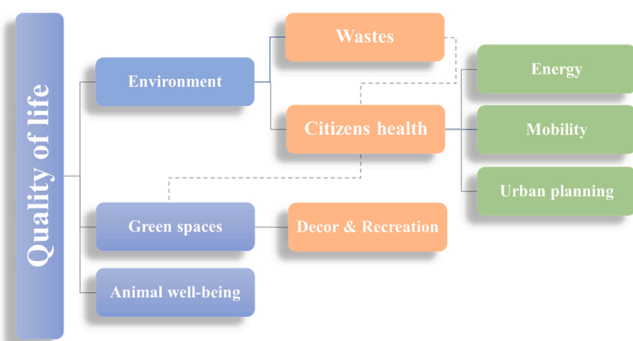 Quality of life
Environment
Green spaces
Animal well-being
Wastes
Citizens health
Decor & Recreation
Energy
Mobility
Urban planning